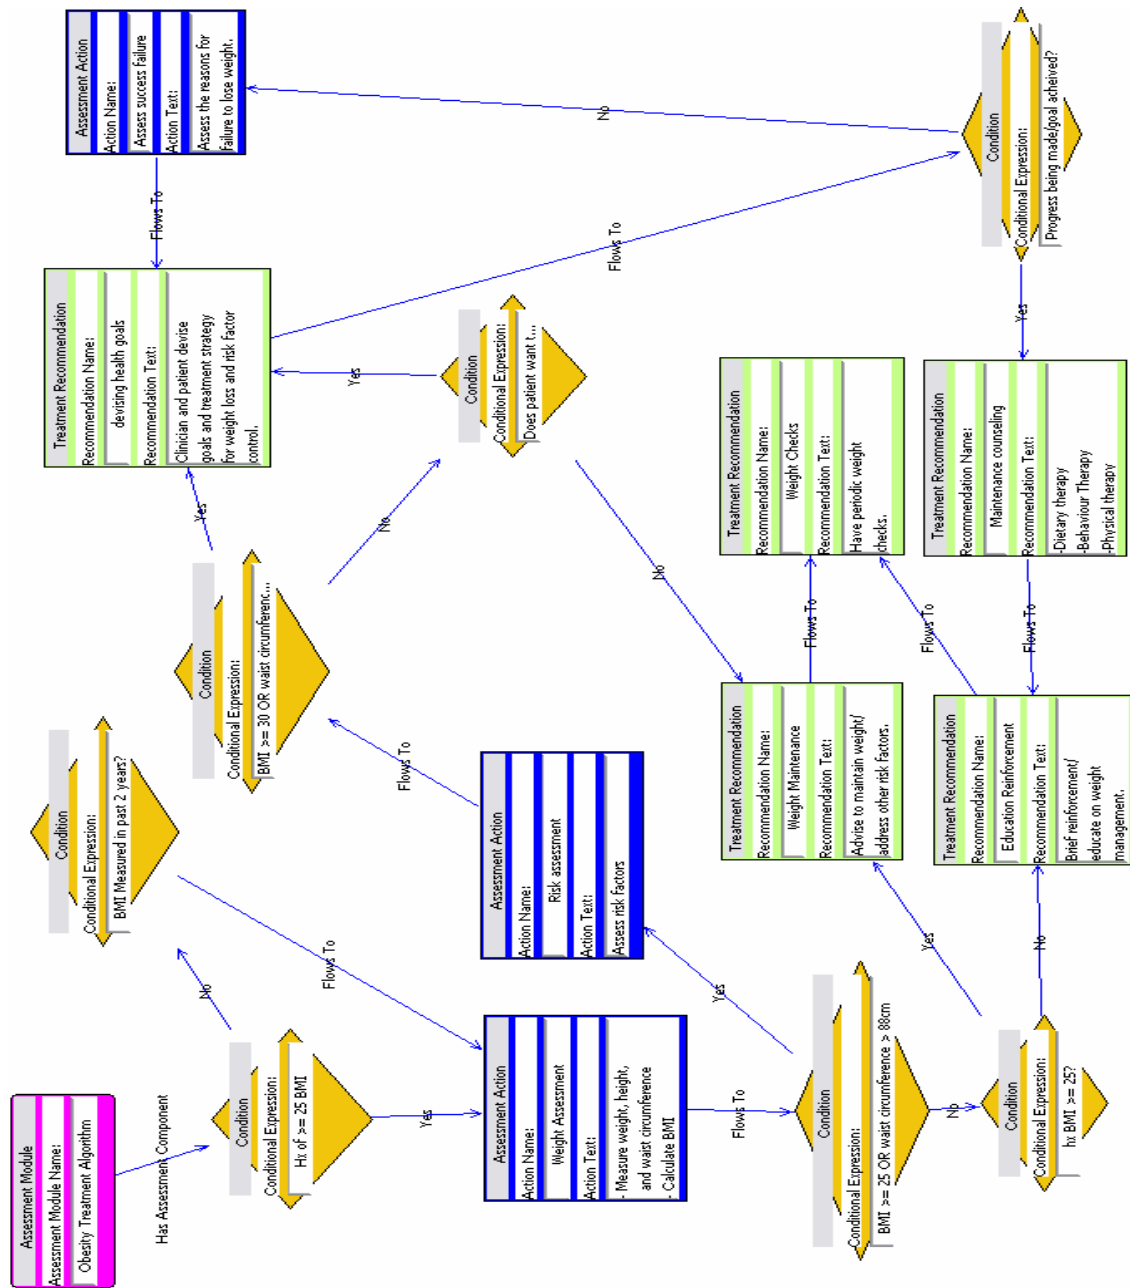 Assessment Module
Assessment Module Name:
Obesity Treatment Algorithm
Has Assessment Component
Condition
Conditional Expression:
Hx of >= 25 BMI
No
Yes
Condition
Conditional Expression:
BMI Measured in past 2 years?
Flows To
Assessment Action
Action Name:
Weight Assessment
Action Text:
- Measure weight, height,
and waist circumference
- Calculate BMI
Flows To
Condition
Conditional Expression:
BMI >= 25 OR waist circumference > 88cm
Yes
No
Condition
Conditional Expression:
hx BMI >= 25?
Yes
No
Assessment Action
Action Name:
Risk assessment
Action Text:
Assess risk factors
Flows To
Condition
Conditional Expression:
BMI >= 30 OR waist circumferenc...
Yes
No
Condition
Conditional Expression:
Does patient want t...
Yes
No
Treatment Recommendation
Recommendation Name:
devising health goals
Recommendation Text:
Clinician and patient devise
goals and treatment strategy
for weight loss and risk factor
control.
Flows To
Assessment Action
Action Name:
Assess success failure
Action Text:
Assess the reasons for
failure to lose weight.
Flows To
Condition
Conditional Expression:
Progress being made/goal acheived?
No
Yes
Treatment Recommendation
Recommendation Name:
Weight Maintenance
Recommendation Text:
Advise to maintain weight/
address other risk factors.
Flows To
Treatment Recommendation
Recommendation Name:
Weight Checks
Recommendation Text:
Have periodic weight
checks.
Treatment Recommendation
Recommendation Name:
Education Reinforcement
Recommendation Text:
Brief reinforcement/
educate on weight
management.
Flows To
Treatment Recommendation
Recommendation Name:
Maintenance counseling
Recommendation Text:
-Dietary therapy
-Behaviour Therapy
-Physical therapy
Flows To